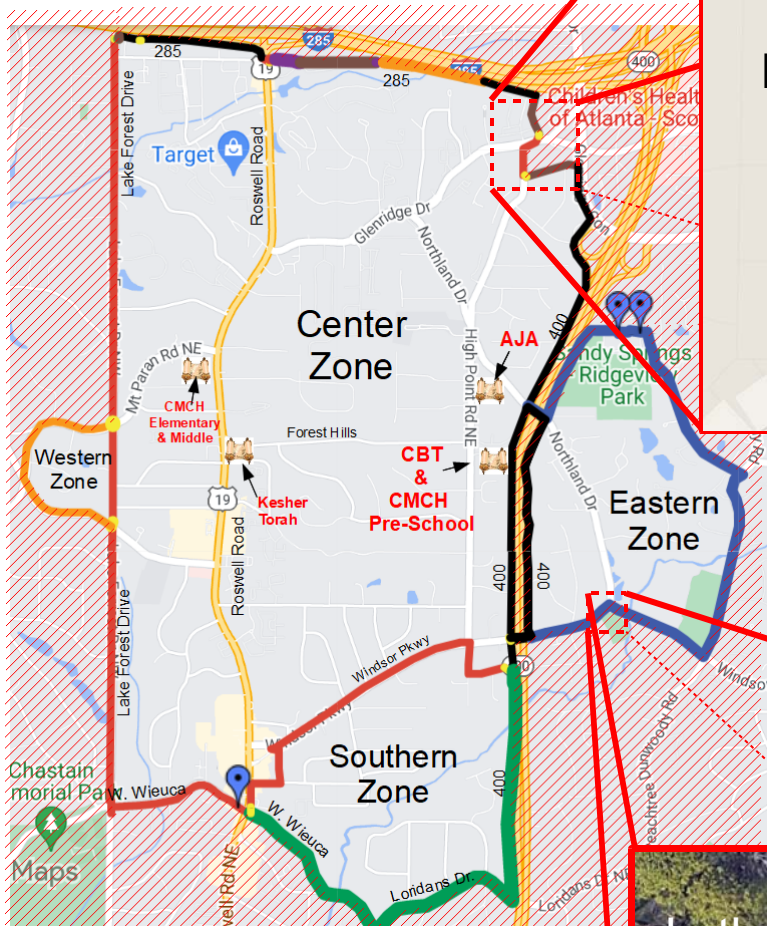 285
285
285
400
19
Children's Healt
of Atlanta - Sco
Lake Forest Drive
Target
Roswell Road
Glenridge Dr
Northland Dr
Center
Zone
400
AJA
Sandy Springs
- Ridgeview
Park
Mt Paran Rd NE
High Point Rd NE
CMCH
Elementary
& Middle
Forest Hills
Western
Zone
CBT
&
CMCH
Pre-School
Northland Dr
y Rd
Eastern
Zone
19
Kesher
Torah
Roswell Road
400
400
Lake Forest Drive
Windsor Pkwy
Windsor Pkwy
Windso
Southern
Zone
400
Peachtree Dunwoody Rd
Chastain
morial Pa
W. Wieuca
W. Wieuca
Maps
well Rd NE
Loridans Dr.
Loridans Dr NE